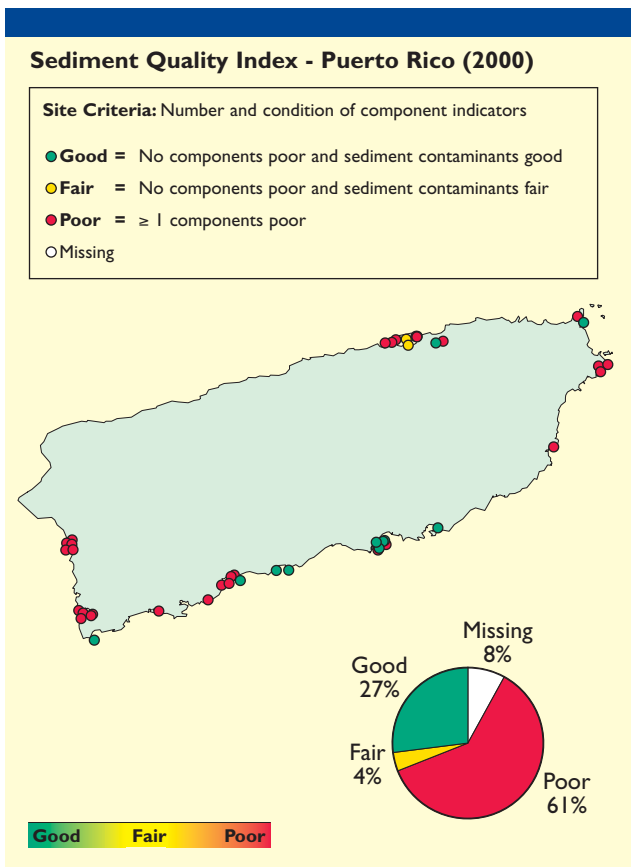 Sediment Quality Index - Puerto Rico (2000)
Site Criteria: Number and condition of component indicators
Good = No components poor and sediment contaminants good
Fair = No components poor and sediment contaminants fair
Poor = ≥ 1 components poor
Missing
Missing
8%
Good
27%
Fair
4%
Poor
61%
Good Fair Poor